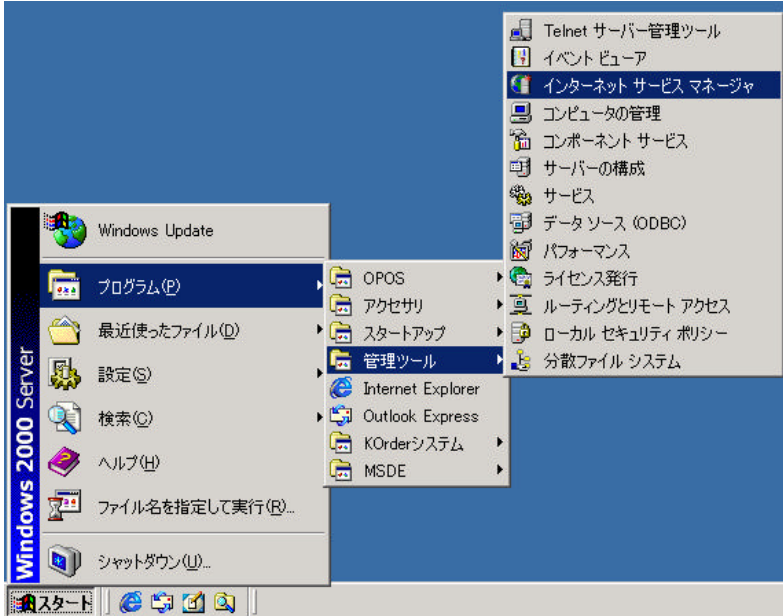 Telnet サーバー管理ツール
イベント ビューア
インターネット サービス マネージャ
コンピュータの管理
コンポーネント サービス
サーバーの構成
サービス
データ ソース (ODBC)
パフォーマンス
ライセンス発行
ルーティングとリモート アクセス
ローカル セキュリティ ポリシー
分散ファイル システム
OPOS
アクセサリ
スタートアップ
管理ツール
Internet Explorer
Outlook Express
KOrderシステム
MSDE
Windows Update
プログラム(P)
最近使ったファイル(D)
設定(S)
検索(C)
ヘルプ(H)
ファイル名を指定して実行(R)...
シャットダウン(U)...
Windows 2000 Server
スタート